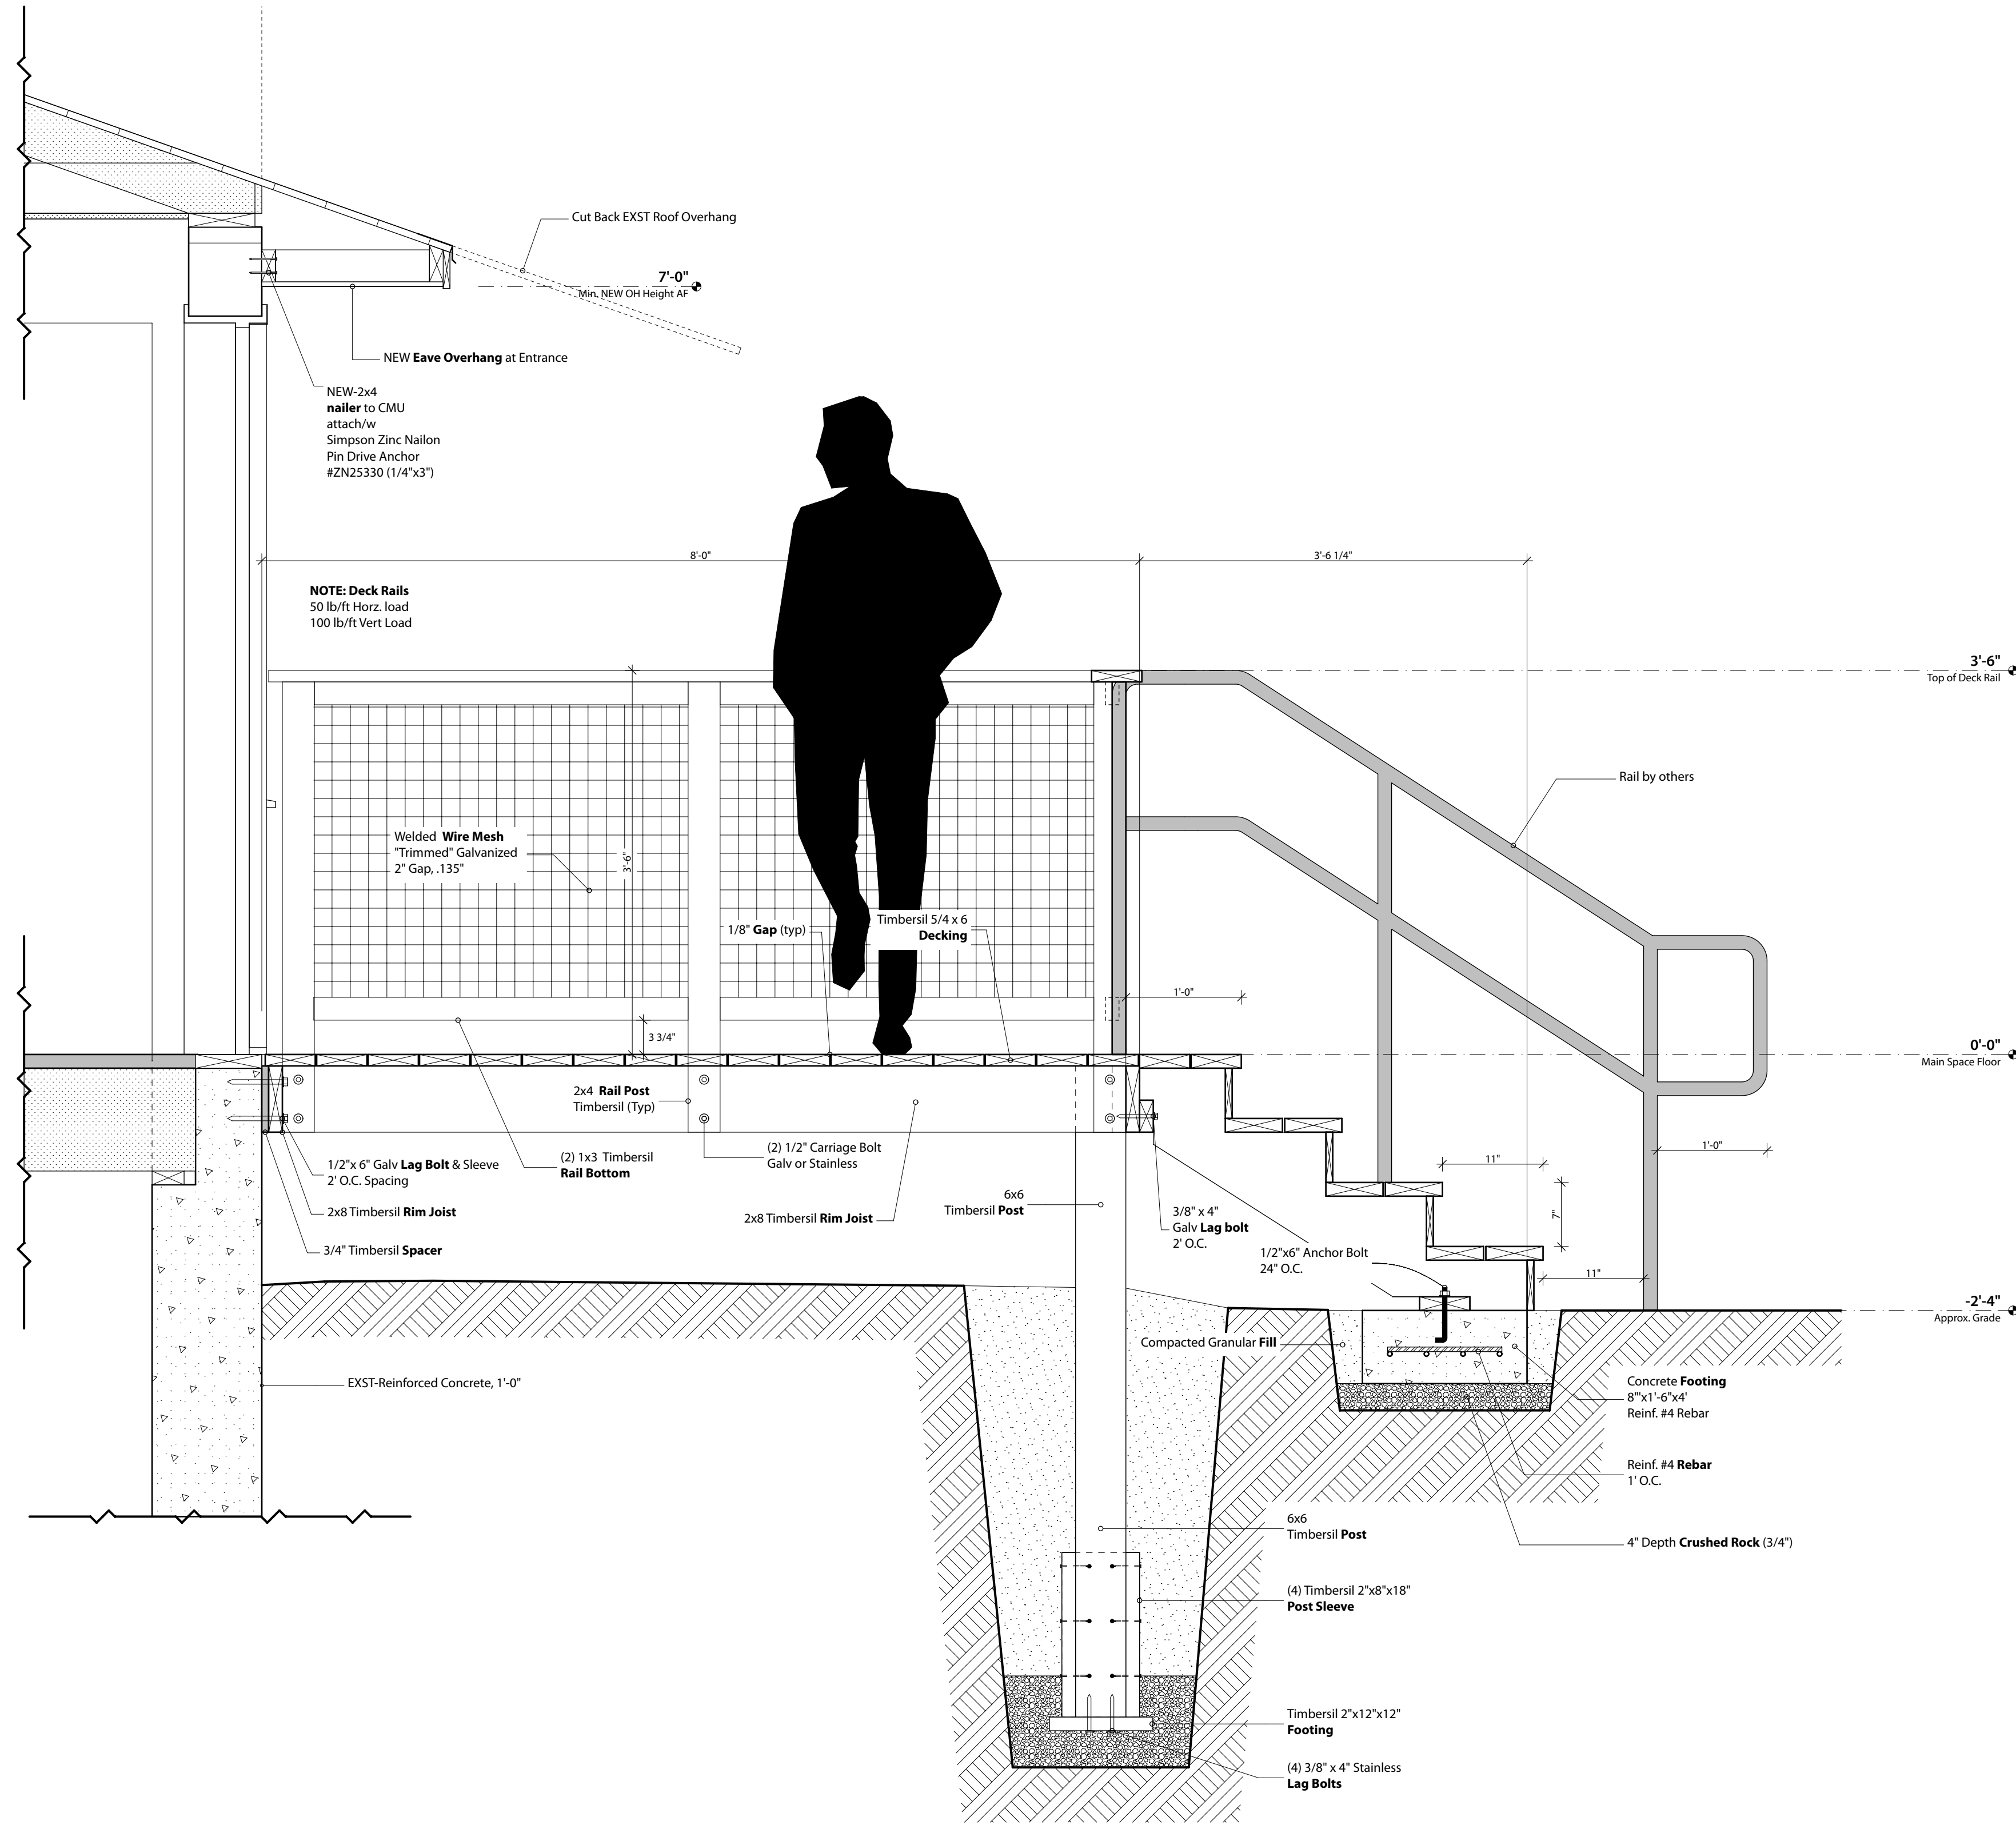 Cut Back EXST Roof Overhang
7'-0"
Min. NEW OH Height AF
NEW Eave Overhang at Entrance
NEW-2x4
nailer to CMU
attach/w
Simpson Zinc Nailon
Pin Drive Anchor
#ZN25330 (1/4"x3")
8'-0"
3'-6 1/4"
NOTE: Deck Rails
50 lb/ft Horz. load
100 lb/ft Vert Load
3'-6"
Top of Deck Rail
Rail by others
Welded Wire Mesh
"Trimmed" Galvanized
2" Gap, .135"
3'-6"
1/8" Gap (typ)
Timbersil 5/4 x 6
Decking
1'-0"
3 3/4"
0'-0"
Main Space Floor
2x4 Rail Post
Timbersil (Typ)
(2) 1x3 Timbersil
Rail Bottom
(2) 1/2" Carriage Bolt
Galv or Stainless
1/2"x 6" Galv Lag Bolt & Sleeve
2' O.C. Spacing
2x8 Timbersil Rim Joist
3/4" Timbersil Spacer
2x8 Timbersil Rim Joist
6x6
Timbersil Post
3/8" x 4"
Galv Lag bolt
2' O.C.
1/2"x6" Anchor Bolt
24" O.C.
11"
7"
11"
1'-0"
-2'-4"
Approx. Grade
Compacted Granular Fill
EXST-Reinforced Concrete, 1'-0"
Concrete Footing
8"'x1'-6"x4'
Reinf. #4 Rebar
Reinf. #4 Rebar
1' O.C.
4" Depth Crushed Rock (3/4")
6x6
Timbersil Post
(4) Timbersil 2"x8"x18"
Post Sleeve
Timbersil 2"x12"x12"
Footing
(4) 3/8" x 4" Stainless
Lag Bolts